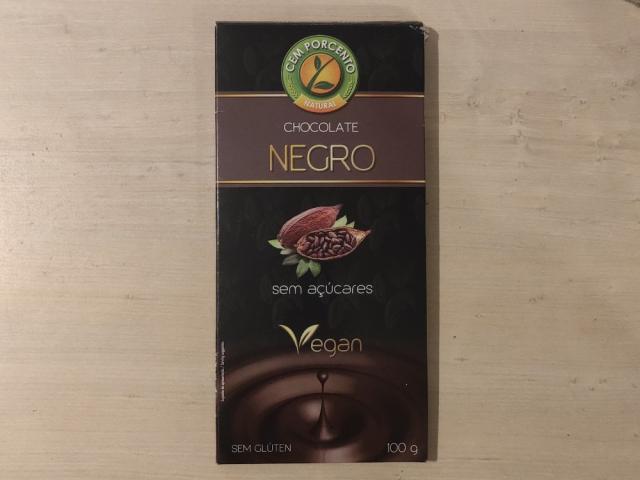 CEM PORCENTO
NATURAL
CHOCOLATE
NEGRO
sem açúcares
Vegan
SEM GLÚTEN
100 g